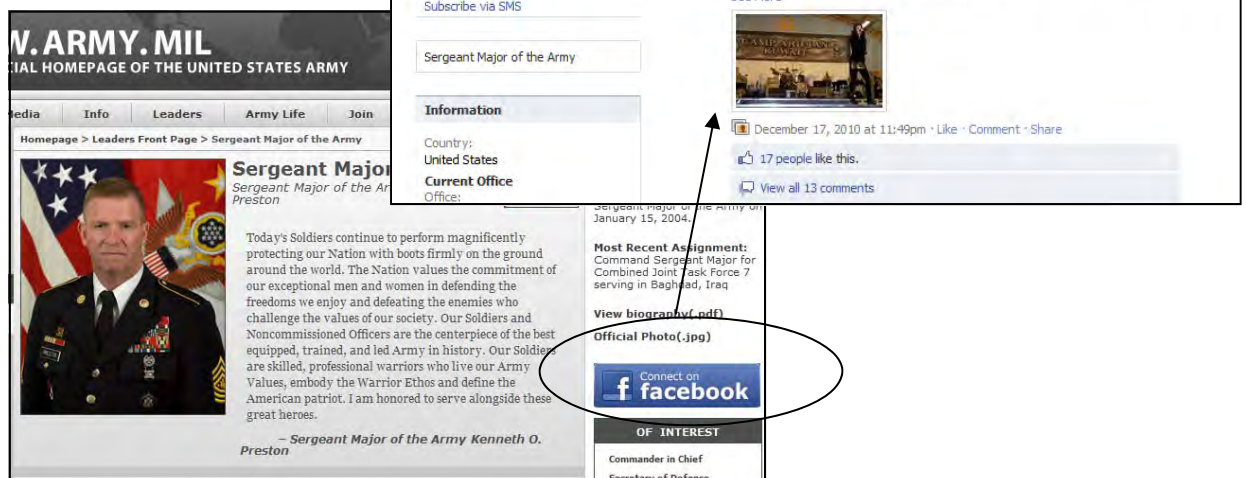 Subscribe via SMS
Sergeant Major of the Army
Information
Country:
United States
Current Office
Office:
CAMP ARIFJAN
KUWAIT
December 17, 2010 at 11:49pm · Like · Comment · Share
17 people like this.
View all 13 comments
W.ARMY.MIL
CIAL HOMEPAGE OF THE UNITED STATES ARMY
Media Info Leaders Army Life Join
Homepage > Leaders Front Page > Sergeant Major of the Army
Sergeant Major
Sergeant Major of the Ar
Preston
Today's Soldiers continue to perform magnificently
protecting our Nation with boots firmly on the ground
around the world. The Nation values the commitment of
our exceptional men and women in defending the
freedoms we enjoy and defeating the enemies who
challenge the values of our society. Our Soldiers and
Noncommissioned Officers are the centerpiece of the best
equipped, trained, and led Army in history. Our Soldiers
are skilled, professional warriors who live our Army
Values, embody the Warrior Ethos and define the
American patriot. I am honored to serve alongside these
great heroes.
– Sergeant Major of the Army Kenneth O.
Preston
Sergeant Major of the Army on
January 15, 2004.
Most Recent Assignment:
Command Sergeant Major for
Combined Joint Task Force 7
serving in Baghdad, Iraq
View biography(.pdf)
Official Photo(.jpg)
f Connect on
facebook
OF INTEREST
Commander in Chief
Secretary of Defense